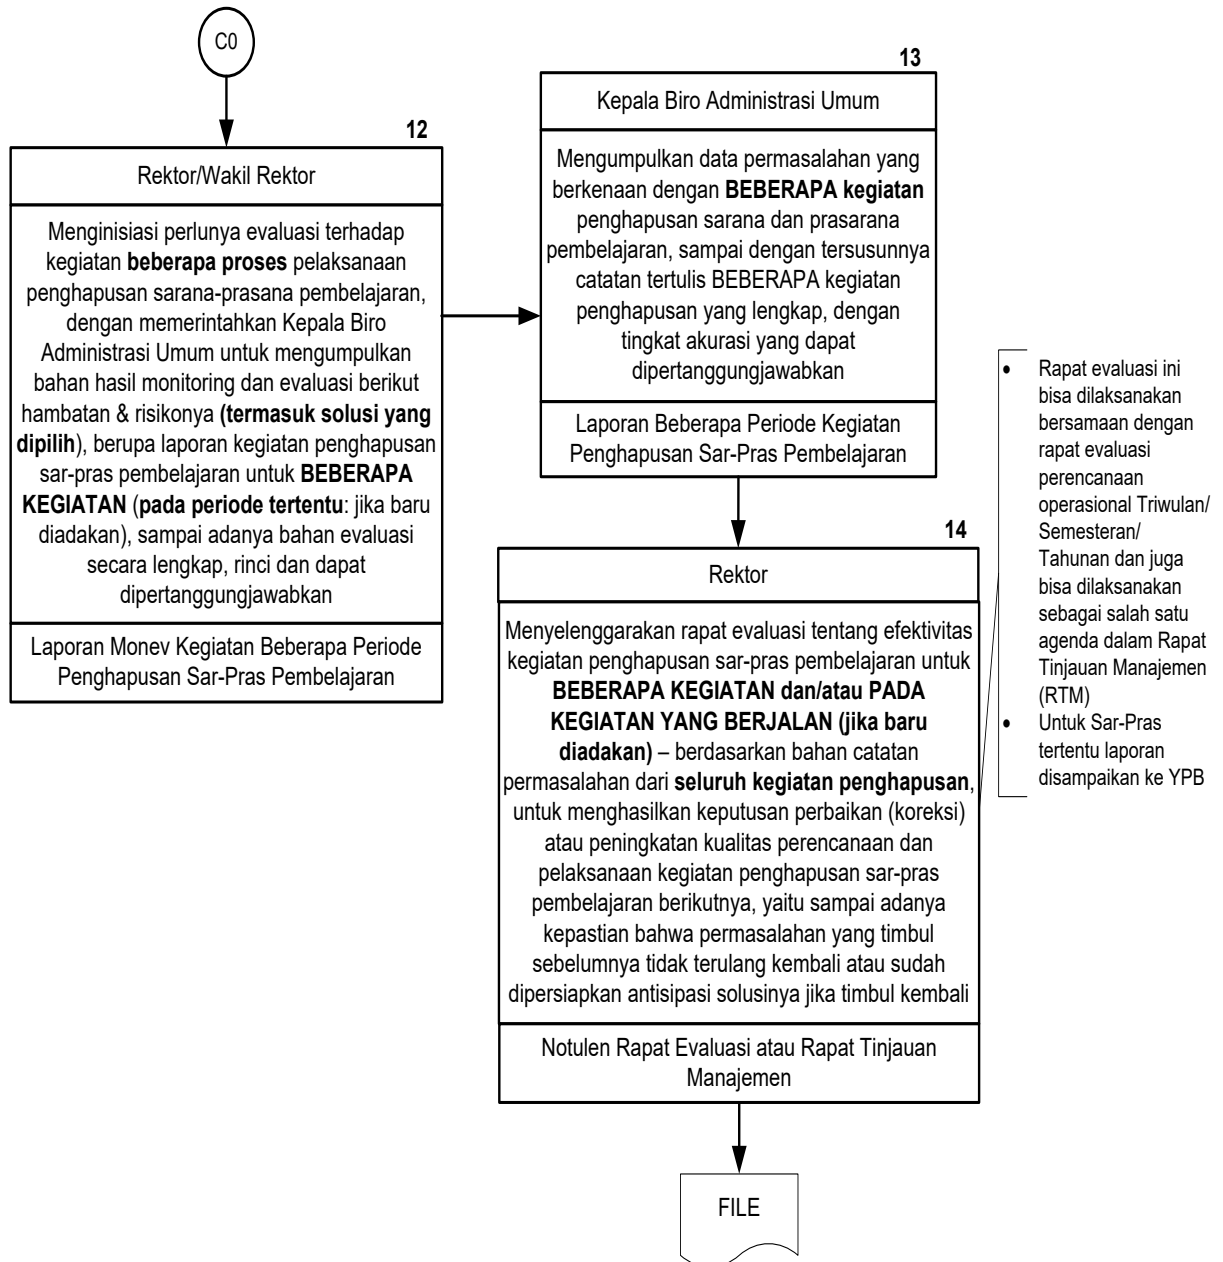 C0
12
Rektor/Wakil Rektor
Menginisiasi perlunya evaluasi terhadap
kegiatan beberapa proses pelaksanaan
penghapusan sarana-prasana pembelajaran,
dengan memerintahkan Kepala Biro
Administrasi Umum untuk mengumpulkan
bahan hasil monitoring dan evaluasi berikut
hambatan & risikonya (termasuk solusi yang
dipilih), berupa laporan kegiatan penghapusan
sar-pras pembelajaran untuk BEBERAPA
KEGIATAN (pada periode tertentu: jika baru
diadakan), sampai adanya bahan evaluasi
secara lengkap, rinci dan dapat
dipertanggungjawabkan
Laporan Monev Kegiatan Beberapa Periode
Penghapusan Sar-Pras Pembelajaran
13
Kepala Biro Administrasi Umum
Mengumpulkan data permasalahan yang
berkenaan dengan BEBERAPA kegiatan
penghapusan sarana dan prasarana
pembelajaran, sampai dengan tersusunnya
catatan tertulis BEBERAPA kegiatan
penghapusan yang lengkap, dengan
tingkat akurasi yang dapat
dipertanggungjawabkan
Laporan Beberapa Periode Kegiatan
Penghapusan Sar-Pras Pembelajaran
14
Rektor
Menyelenggarakan rapat evaluasi tentang efektivitas
kegiatan penghapusan sar-pras pembelajaran untuk
BEBERAPA KEGIATAN dan/atau PADA
KEGIATAN YANG BERJALAN (jika baru
diadakan) – berdasarkan bahan catatan
permasalahan dari seluruh kegiatan penghapusan,
untuk menghasilkan keputusan perbaikan (koreksi)
atau peningkatan kualitas perencanaan dan
pelaksanaan kegiatan penghapusan sar-pras
pembelajaran berikutnya, yaitu sampai adanya
kepastian bahwa permasalahan yang timbul
sebelumnya tidak terulang kembali atau sudah
dipersiapkan antisipasi solusinya jika timbul kembali
Notulen Rapat Evaluasi atau Rapat Tinjauan
Manajemen
• Rapat evaluasi ini
bisa dilaksanakan
bersamaan dengan
rapat evaluasi
perencanaan
operasional Triwulan/
Semesteran/
Tahunan dan juga
bisa dilaksanakan
sebagai salah satu
agenda dalam Rapat
Tinjauan Manajemen
(RTM)
• Untuk Sar-Pras
tertentu laporan
disampaikan ke YPB
FILE